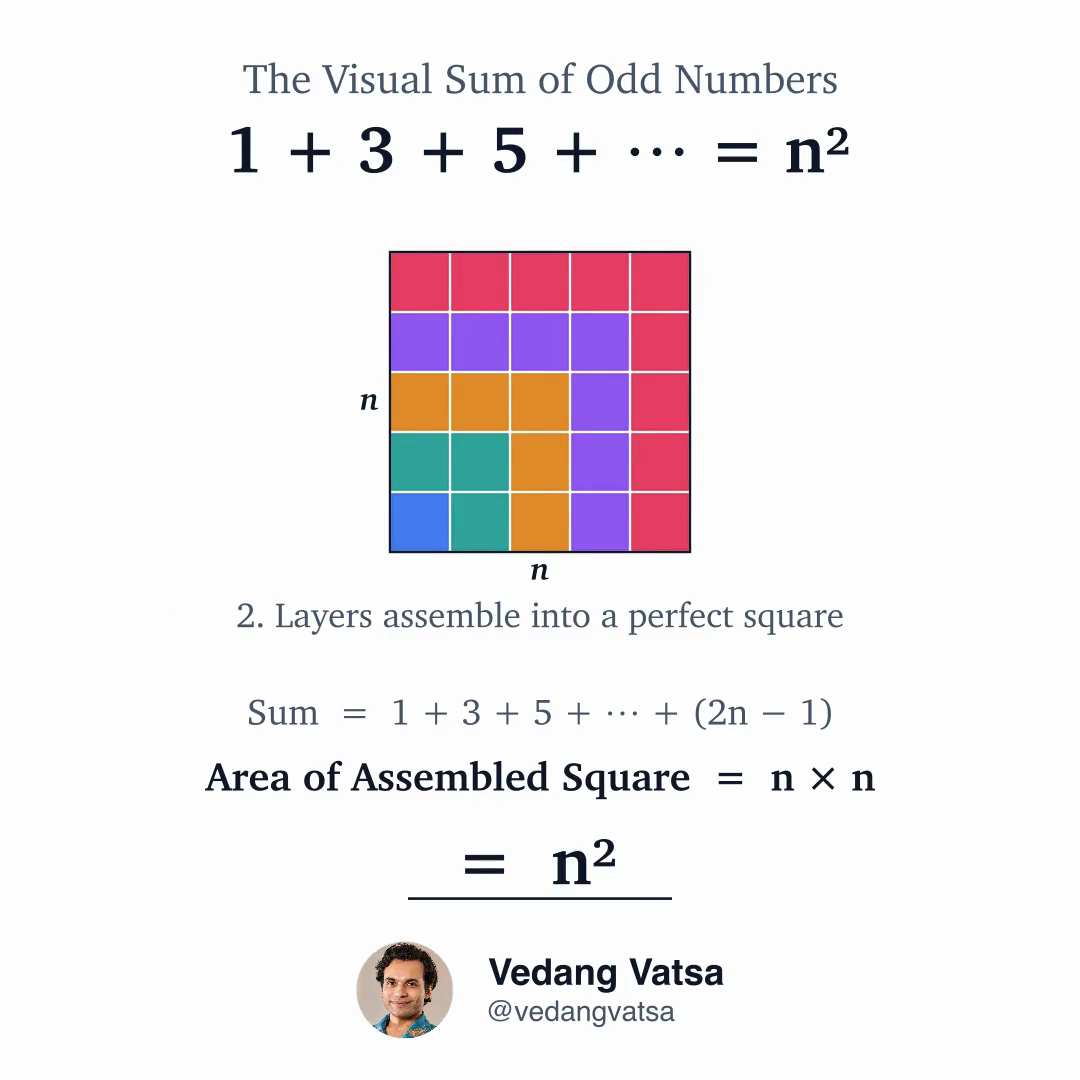 The Visual Sum of Odd Numbers
1 + 3 + 5 + ⋯ = n²
n
n
2. Layers assemble into a perfect square
Sum = 1 + 3 + 5 + ⋯ + (2n − 1)
Area of Assembled Square = n × n
= n²
Vedang Vatsa
@vedangvatsa